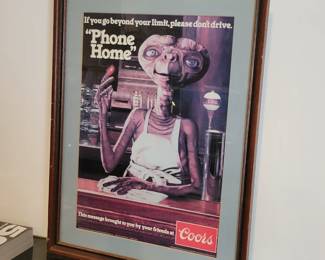 If you go beyond your limit, please don't drive.
"Phone
Home"
This message brought to you by your friends at
Coors